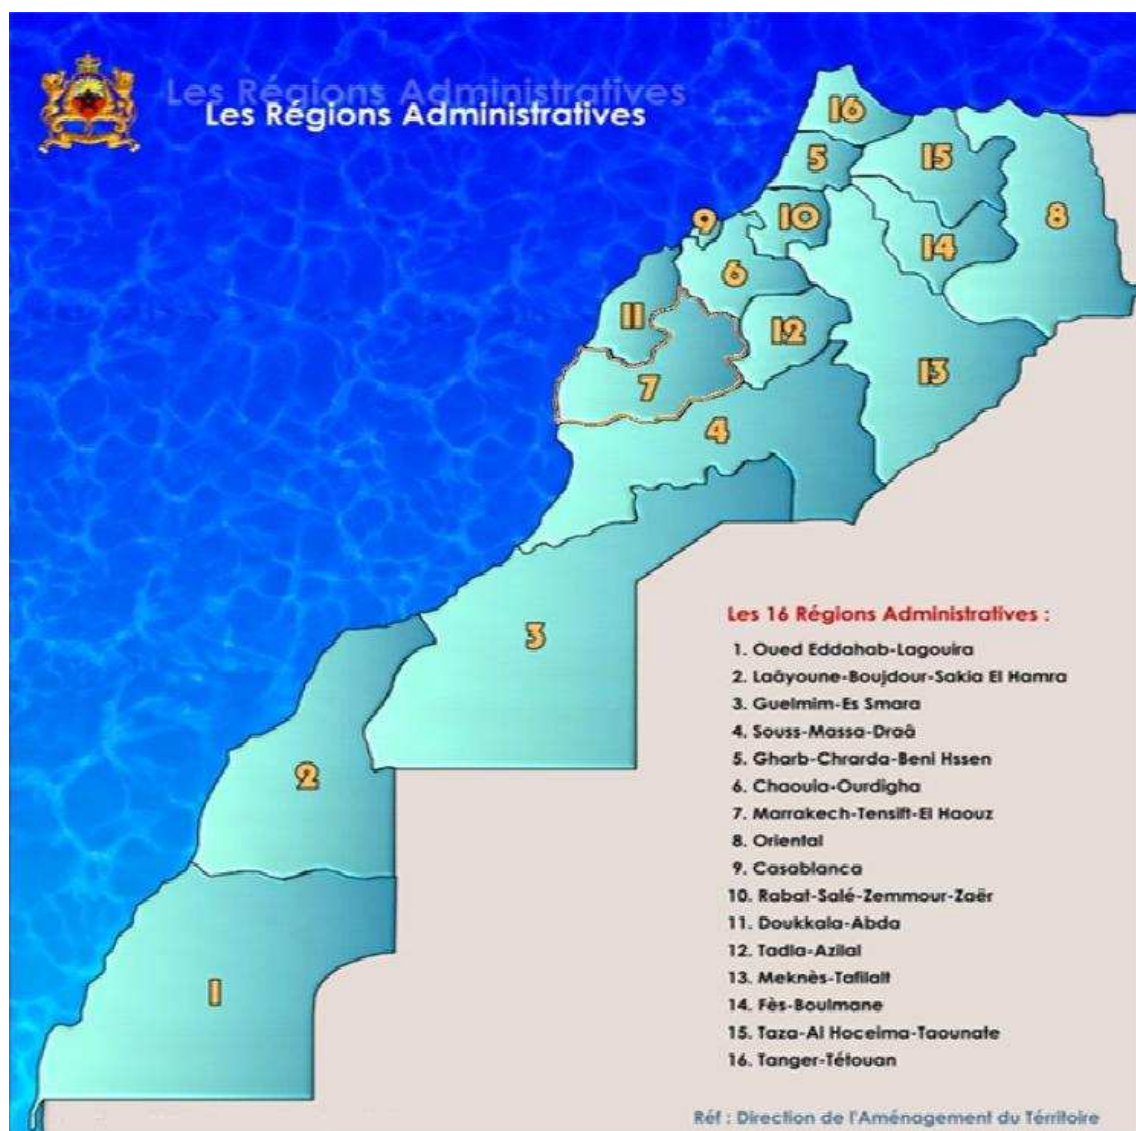 Les Régions Administratives
Les Régions Administratives
16
5
15
10
8
9
14
6
11
12
13
7
4
3
2
1
Les 16 Régions Administratives :
1. Oued Eddahab-Lagouira
2. Laâyoune-Boujdour-Sakia El Hamra
3. Guelmim-Es Smara
4. Souss-Massa-Draâ
5. Gharb-Chrarda-Beni Hssen
6. Chaouia-Ourdigha
7. Marrakech-Tensift-El Haouz
8. Oriental
9. Casablanca
10. Rabat-Salé-Zemmour-Zaër
11. Doukkala-Abda
12. Tadla-Azilal
13. Meknès-Tafilalt
14. Fès-Boulmane
15. Taza-Al Hoceima-Taounate
16. Tanger-Tétouan
Réf : Direction de l'Aménagement du Térritoire